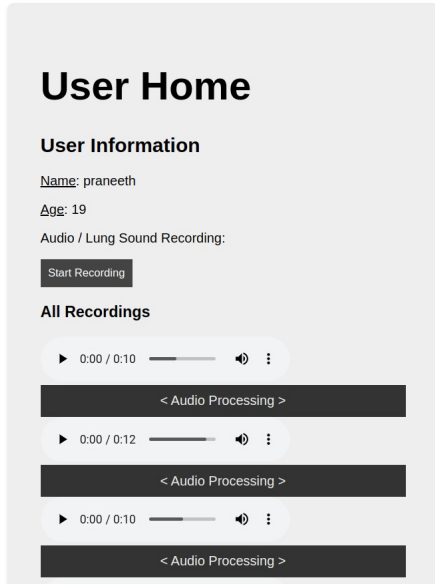 User Home
User Information
Name: praneeth
Age: 19
Audio / Lung Sound Recording:
Start Recording
All Recordings
0:00 / 0:10
< Audio Processing >
0:00 / 0:12
< Audio Processing >
0:00 / 0:10
< Audio Processing >